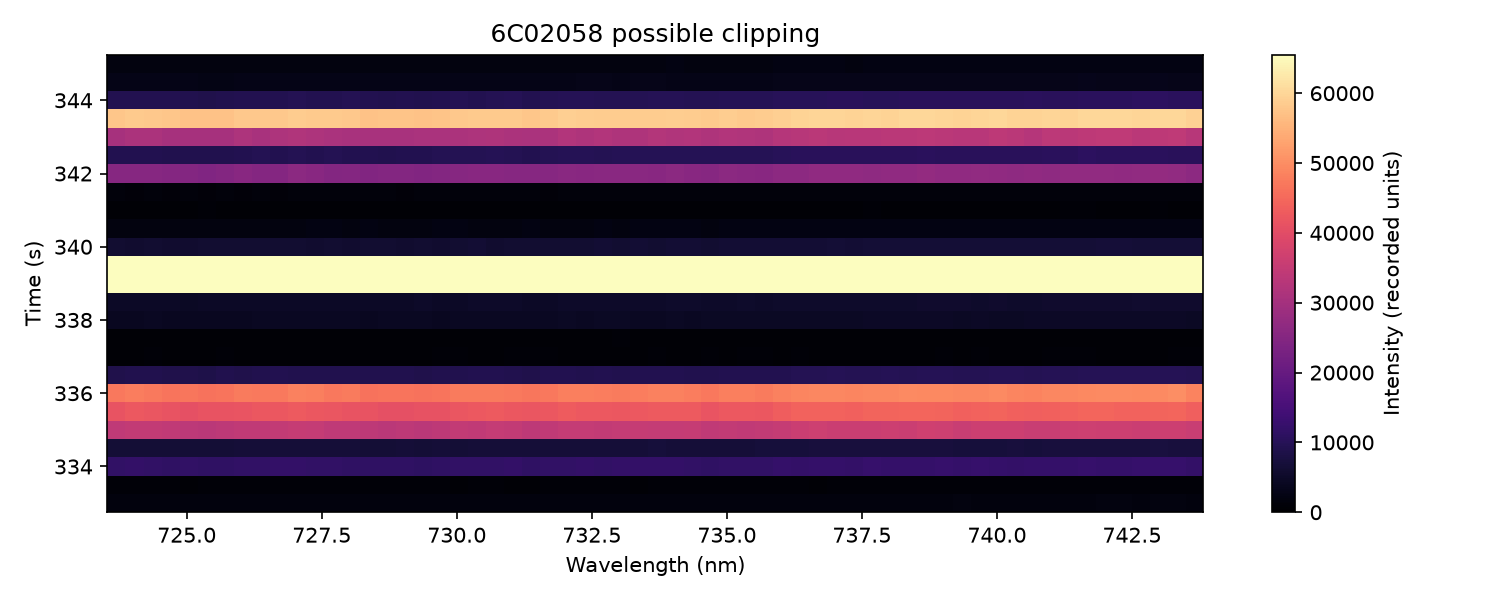 6C02058 possible clipping
344
342
340
338
336
334
Time (s)
725.0 727.5 730.0 732.5 735.0 737.5 740.0 742.5
Wavelength (nm)
60000
50000
40000
30000
20000
10000
0
Intensity (recorded units)